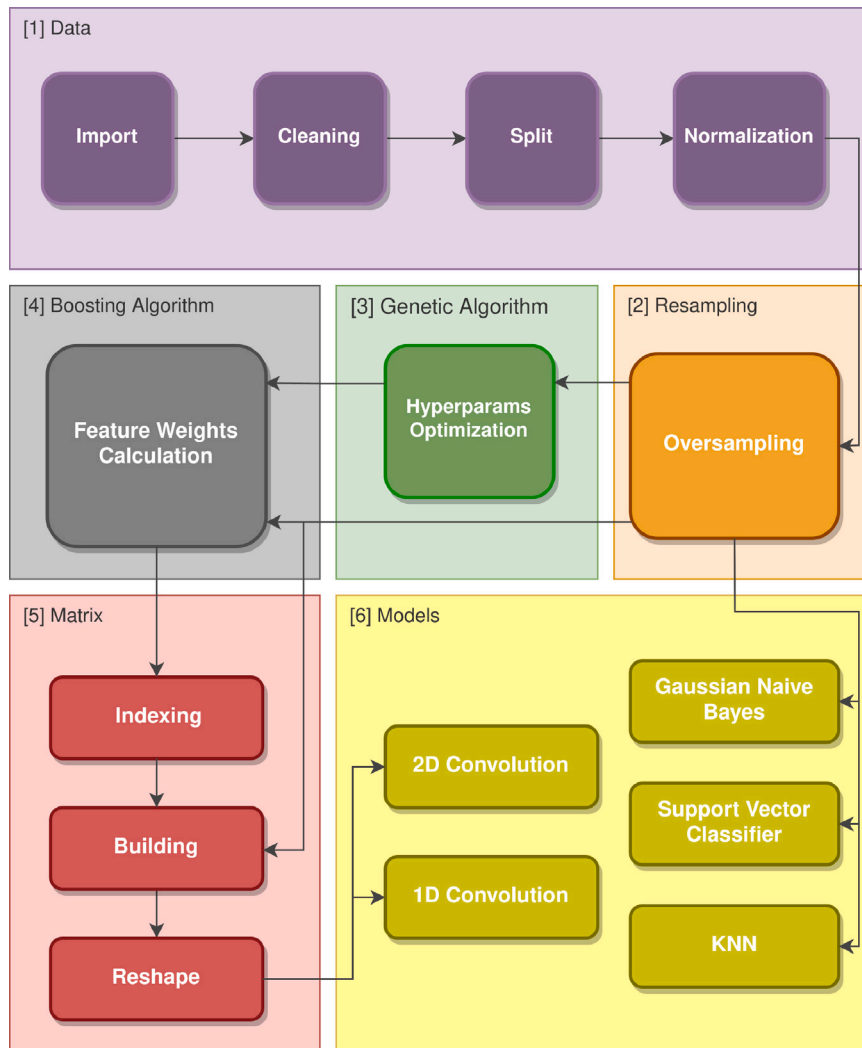 [1] Data
Import
Cleaning
Split
Normalization
[4] Boosting Algorithm
[3] Genetic Algorithm
[2] Resampling
Feature Weights
Calculation
Hyperparams
Optimization
Oversampling
[5] Matrix
Indexing
Building
Reshape
[6] Models
2D Convolution
1D Convolution
Gaussian Naive
Bayes
Support Vector
Classifier
KNN